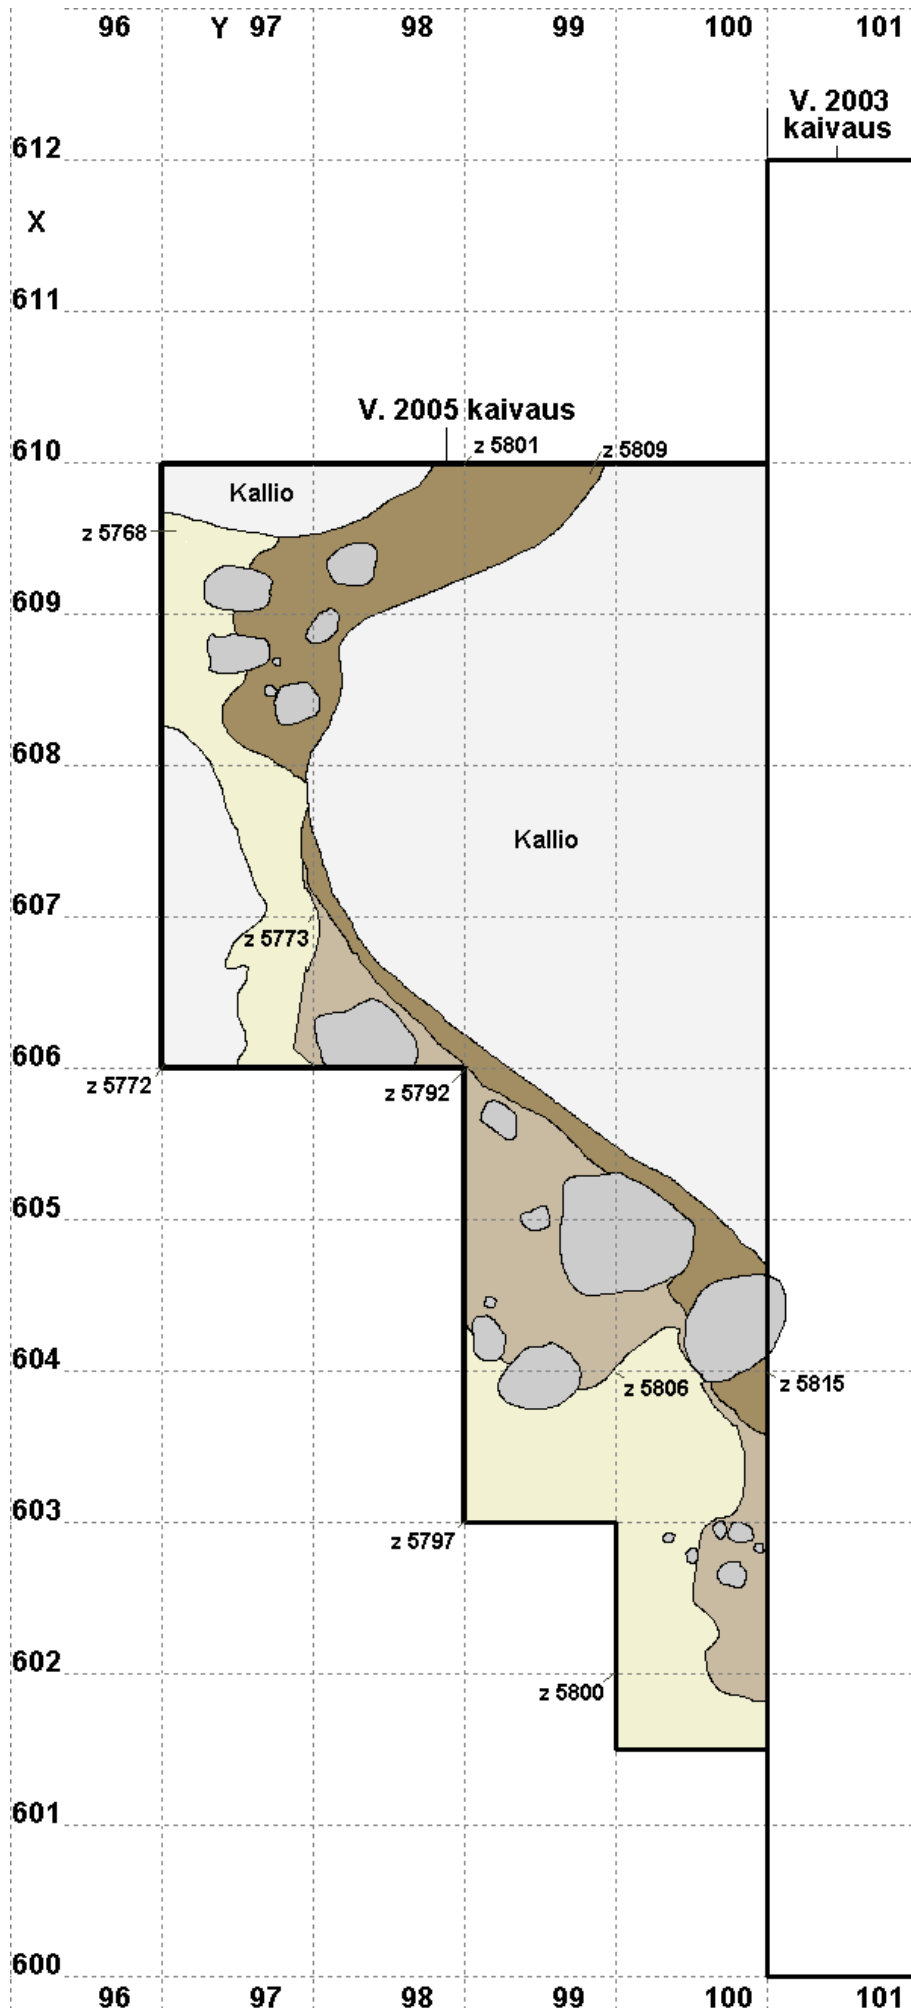 96 Y 97 98 99 100 101
V. 2003
kaivaus
612
X
611
V. 2005 kaivaus
610
z 5801
z 5809
Kallio
z 5768
609
608
Kallio
607
z 5773
606
z 5772
z 5792
605
604
z 5806
z 5815
603
z 5797
602
z 5800
601
600
96 97 98 99 100 101